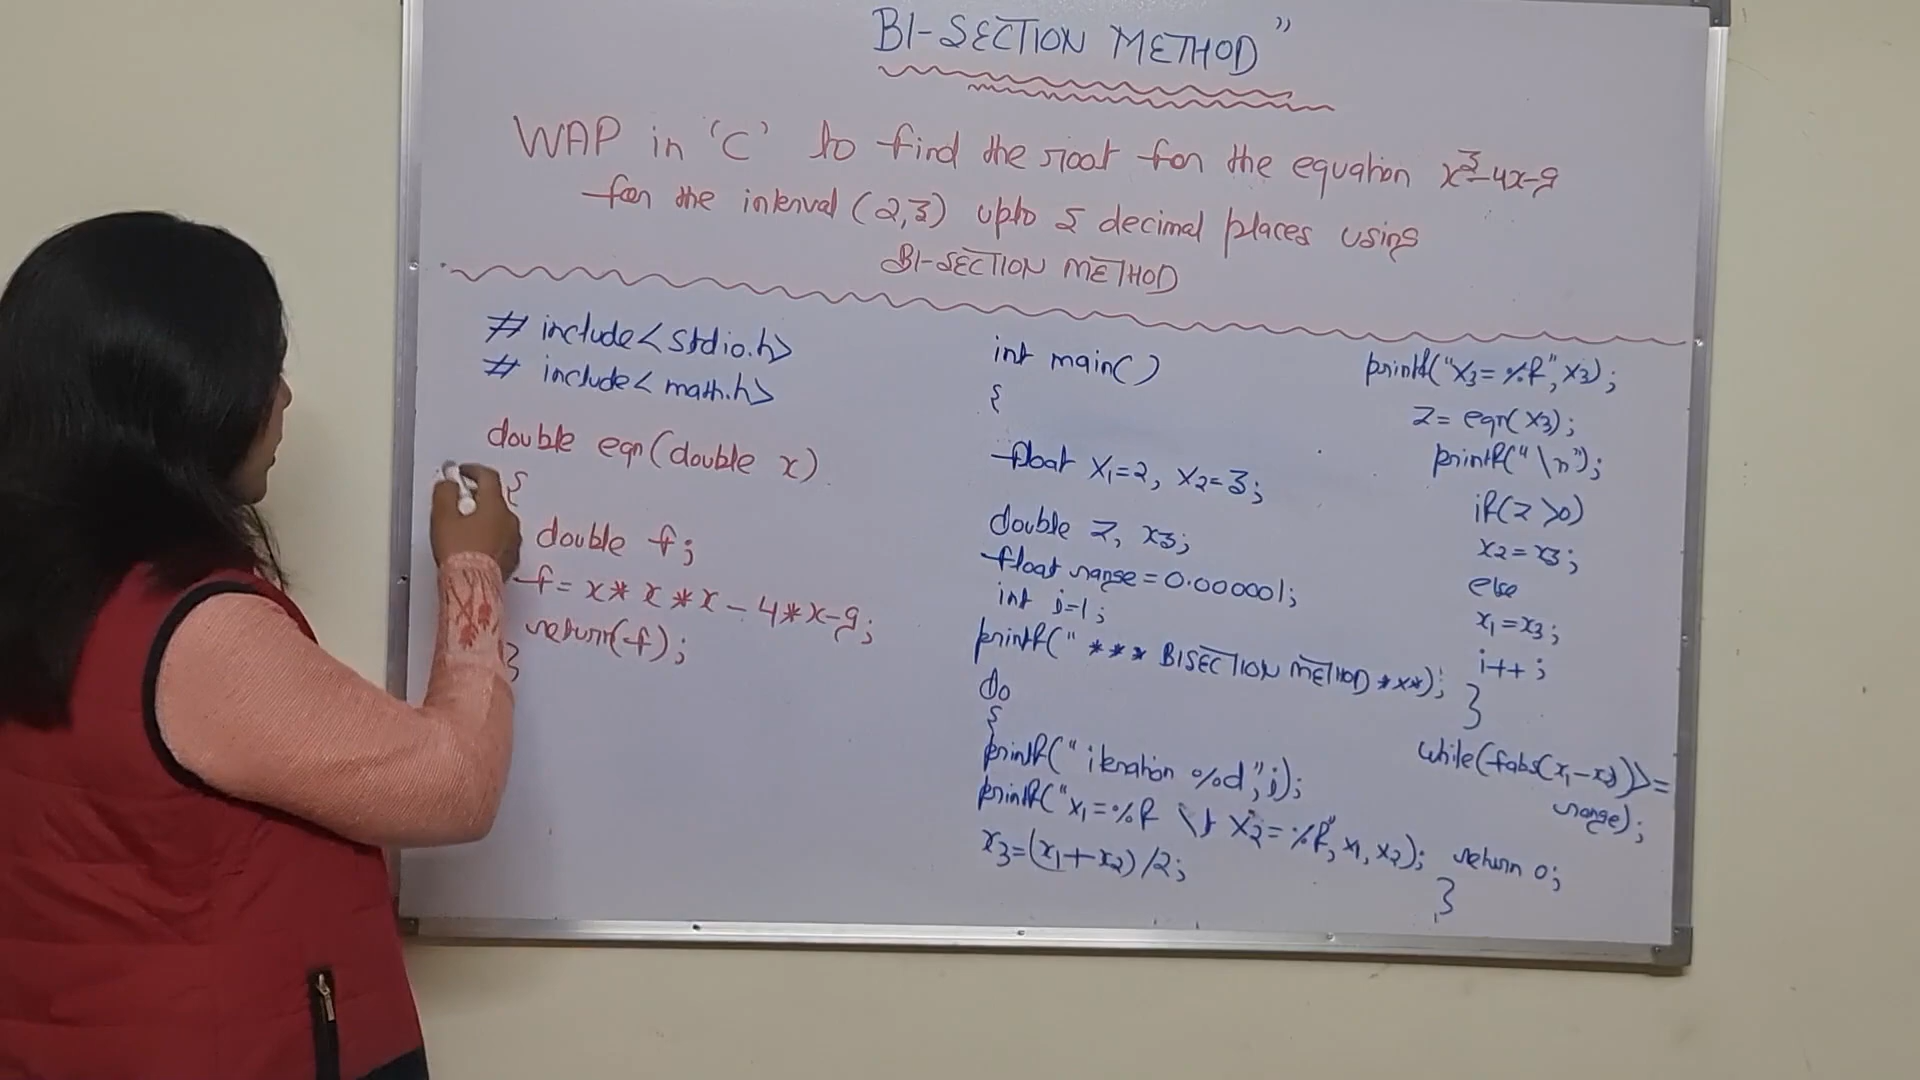 BI-SECTION METHOD"
WAP in 'C' to find the root for the equation x³-4x-9
for the interval (2,3) upto 5 decimal places using
BI-SECTION METHOD
# include<stdio.h>
# include<math.h>
double eqn(double x)
{
double f;
f= x* x *x - 4*x-9;
return(f);
}
int main()
{
float x1=2, x2=3;
double z, x3;
float range=0.00001;
int i=1;
printf(" *** BISECTION METHOD ***);
do
{
printf(" iteration %d",i);
printf("x1=%f \t x2=%f", x1, x2);
x3=(x1+x2)/2;
printf("x3= %f",x3);
z= eqn(x3);
printf("\n");
if(z>0)
x2=x3;
else
x1=x3;
i++;
}
while(fabs(x1-x2)>=
range);
return 0;
}